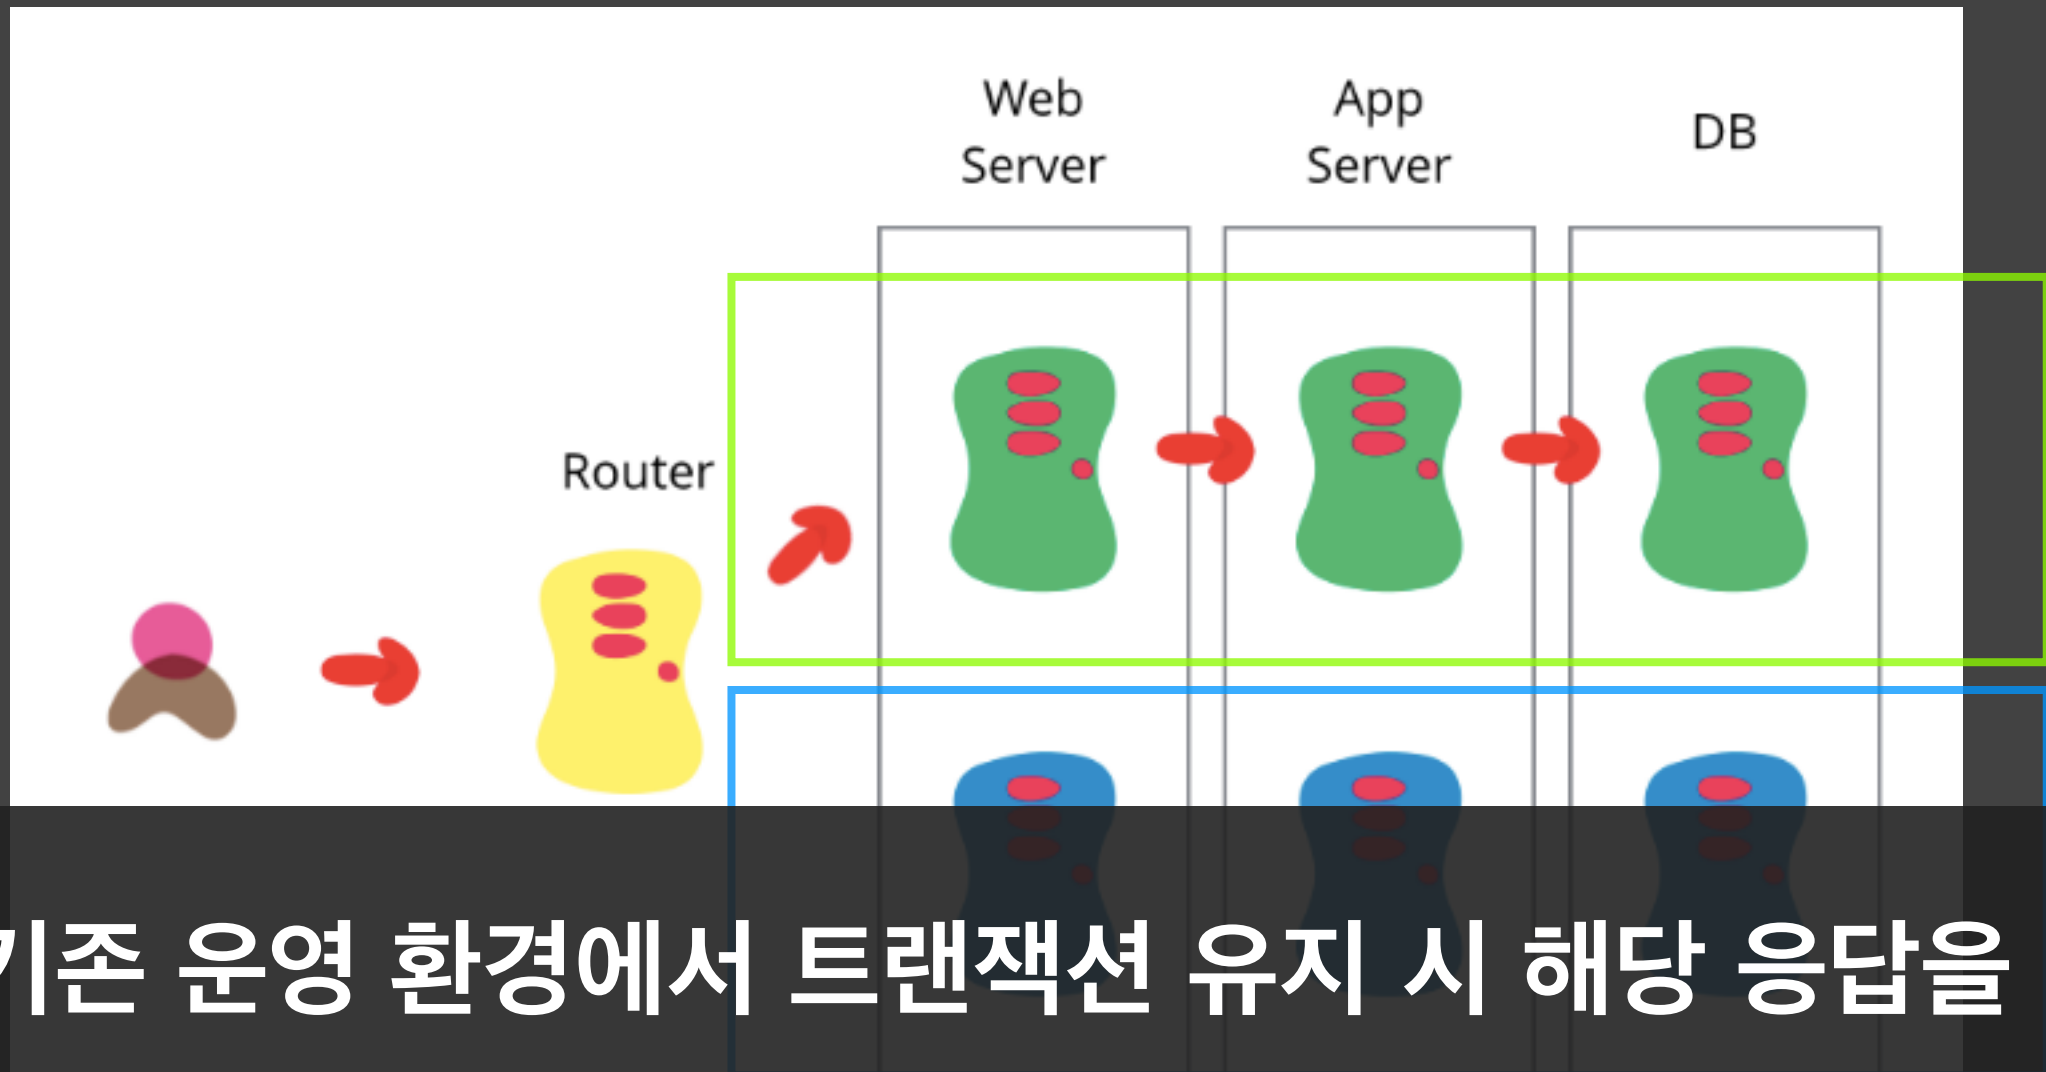 Web
Server
App
Server
DB
Router
기존 운영 환경에서 트랜잭션 유지 시 해당 응답을